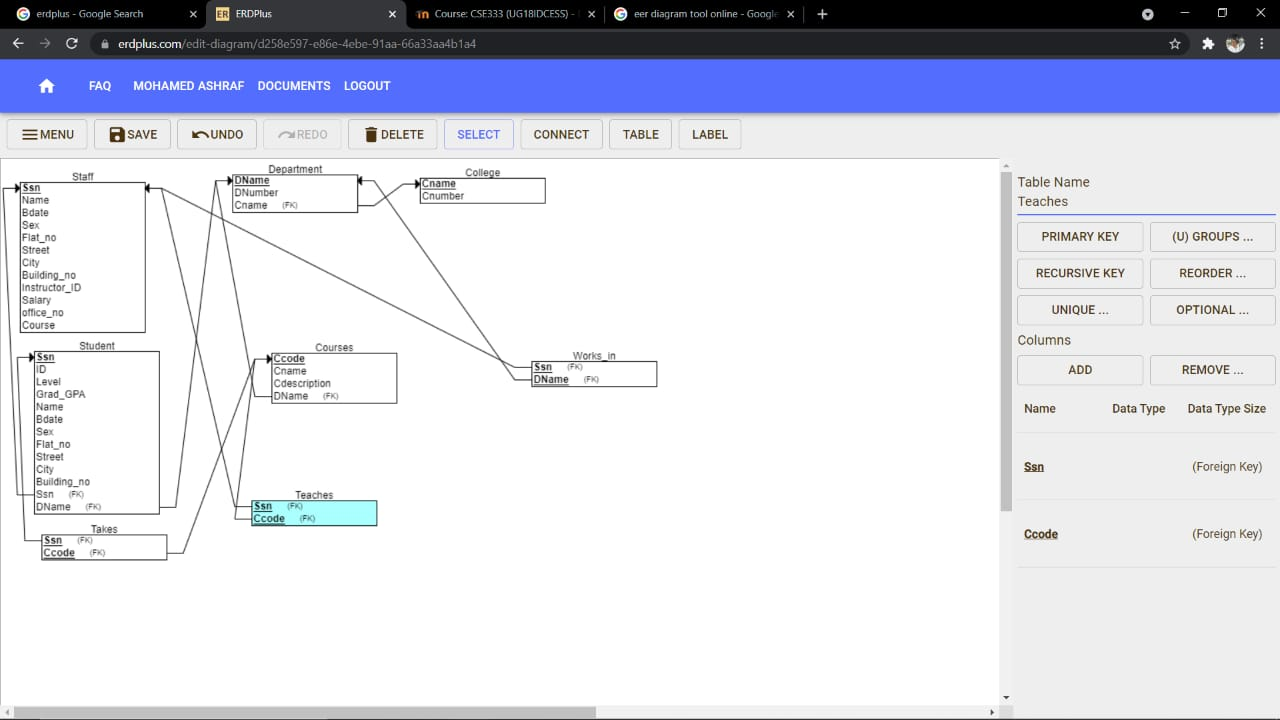 erdplus - Google Search
ERDPlus
Course: CSE333 (UG18IDCESS) -
eer diagram tool online - Google
erdplus.com/edit-diagram/d258e597-e86e-4ebe-91aa-66a33aa4b1a4
FAQ MOHAMED ASHRAF DOCUMENTS LOGOUT
MENU SAVE UNDO REDO DELETE SELECT CONNECT TABLE LABEL
Staff
Ssn
Name
Bdate
Sex
Flat_no
Street
City
Building_no
Instructor_ID
Salary
office_no
Course
Department
DName
DNumber
Cname (FK)
College
Cname
Cnumber
Student
Ssn
ID
Level
Grad_GPA
Name
Bdate
Sex
Flat_no
Street
City
Building_no
Ssn (FK)
DName (FK)
Courses
Ccode
Cname
Cdescription
DName (FK)
Works_in
Ssn (FK)
DName (FK)
Teaches
Ssn (FK)
Ccode (FK)
Takes
Ssn (FK)
Ccode (FK)
Table Name
Teaches
PRIMARY KEY (U) GROUPS ...
RECURSIVE KEY REORDER ...
UNIQUE ... OPTIONAL ...
Columns
ADD REMOVE ...
Name Data Type Data Type Size
Ssn (Foreign Key)
Ccode (Foreign Key)